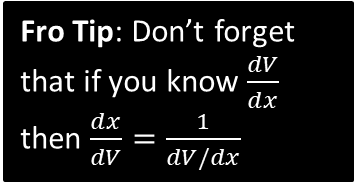 Fro Tip: Don't forget
that if you know dV/dx
then dx/dV = 1/(dV/dx)